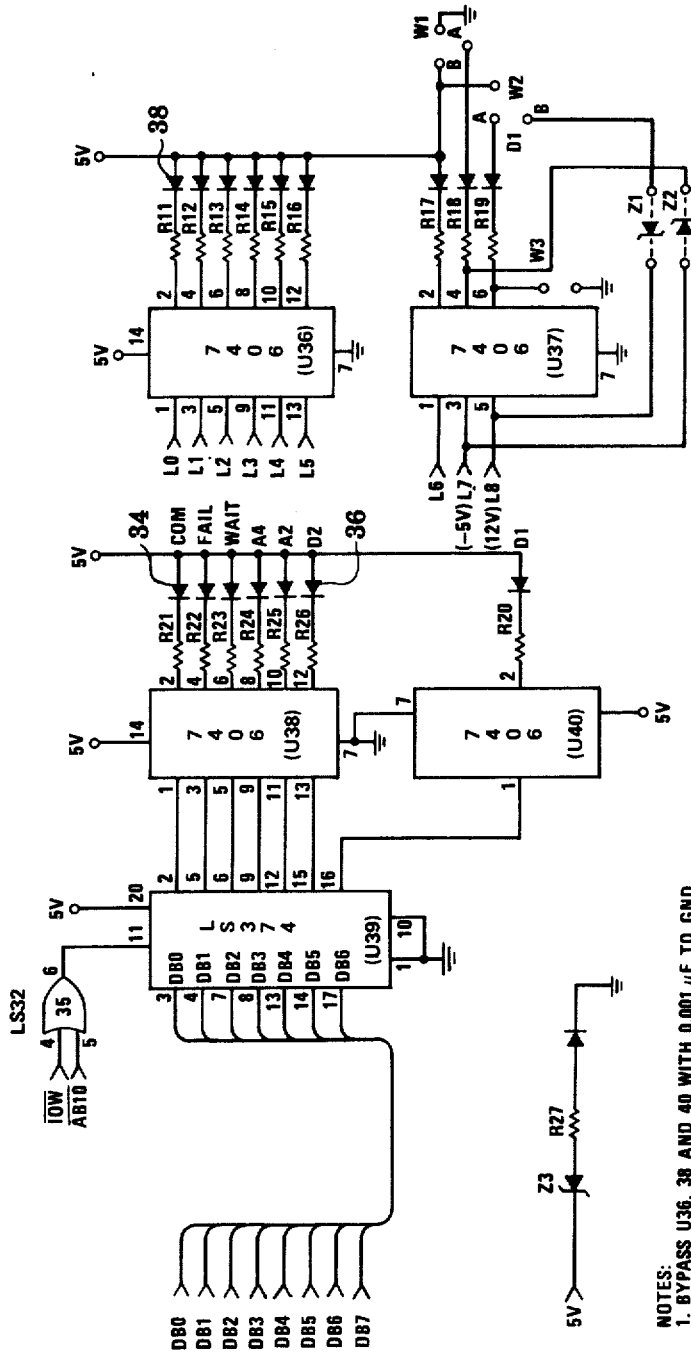 LS32
IOW
AB10
4
5
35
6
5V
11
20
L
S
3
7
4
(U39)
DB0
DB1
DB2
DB3
DB4
DB5
DB6
3
4
7
8
13
14
17
2
5
6
9
12
15
16
1
10
DB0
DB1
DB2
DB3
DB4
DB5
DB6
DB7
5V
14
7
4
0
6
(U38)
7
1
3
5
9
11
13
2
4
6
8
10
12
R21
R22
R23
R24
R25
R26
5V
34
COM
FAIL
WAIT
A4
A2
D2
36
D1
7
7
4
0
6
(U40)
1
2
R20
5V
5V
14
7
4
0
6
(U36)
7
L0
L1
L2
L3
L4
L5
1
3
5
9
11
13
2
4
6
8
10
12
R11
R12
R13
R14
R15
R16
5V
38
7
4
0
6
(U37)
7
L6
(-5V) L7
(12V) L8
1
3
5
2
4
6
R17
R18
R19
W1
A
B
W2
A
D1
B
W3
Z1
Z2
5V
Z3
R27
NOTES:
1. BYPASS U36, 38 AND 40 WITH 0.001 μF TO GND